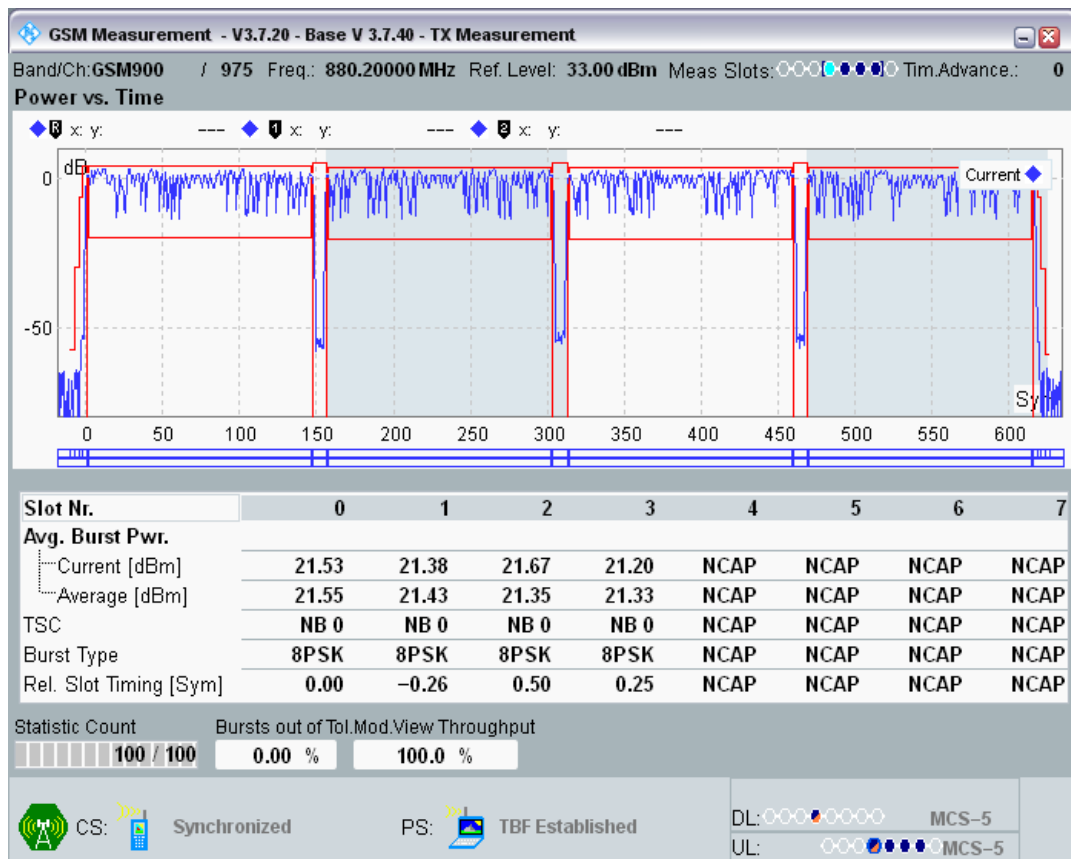 GSM Measurement - V3.7.20 - Base V 3.7.40 - TX Measurement
Band/Ch:GSM900 / 975 Freq.: 880.20000 MHz Ref. Level: 33.00 dBm Meas Slots: Tim.Advance.: 0
Power vs. Time
R x: y: --- 1 x: y: --- 2 x: y: ---
dB
Current
0
-50
Sy
0 50 100 150 200 250 300 350 400 450 500 550 600
Slot Nr. 0 1 2 3 4 5 6 7
Avg. Burst Pwr.
Current [dBm] 21.53 21.38 21.67 21.20 NCAP NCAP NCAP NCAP
Average [dBm] 21.55 21.43 21.35 21.33 NCAP NCAP NCAP NCAP
TSC NB 0 NB 0 NB 0 NB 0 NCAP NCAP NCAP NCAP
Burst Type 8PSK 8PSK 8PSK 8PSK NCAP NCAP NCAP NCAP
Rel. Slot Timing [Sym] 0.00 −0.26 0.50 0.25 NCAP NCAP NCAP NCAP
Statistic Count Bursts out of Tol.Mod.View Throughput
100 / 100 0.00 % 100.0 %
CS: Synchronized PS: TBF Established
DL: MCS−5
UL: MCS−5